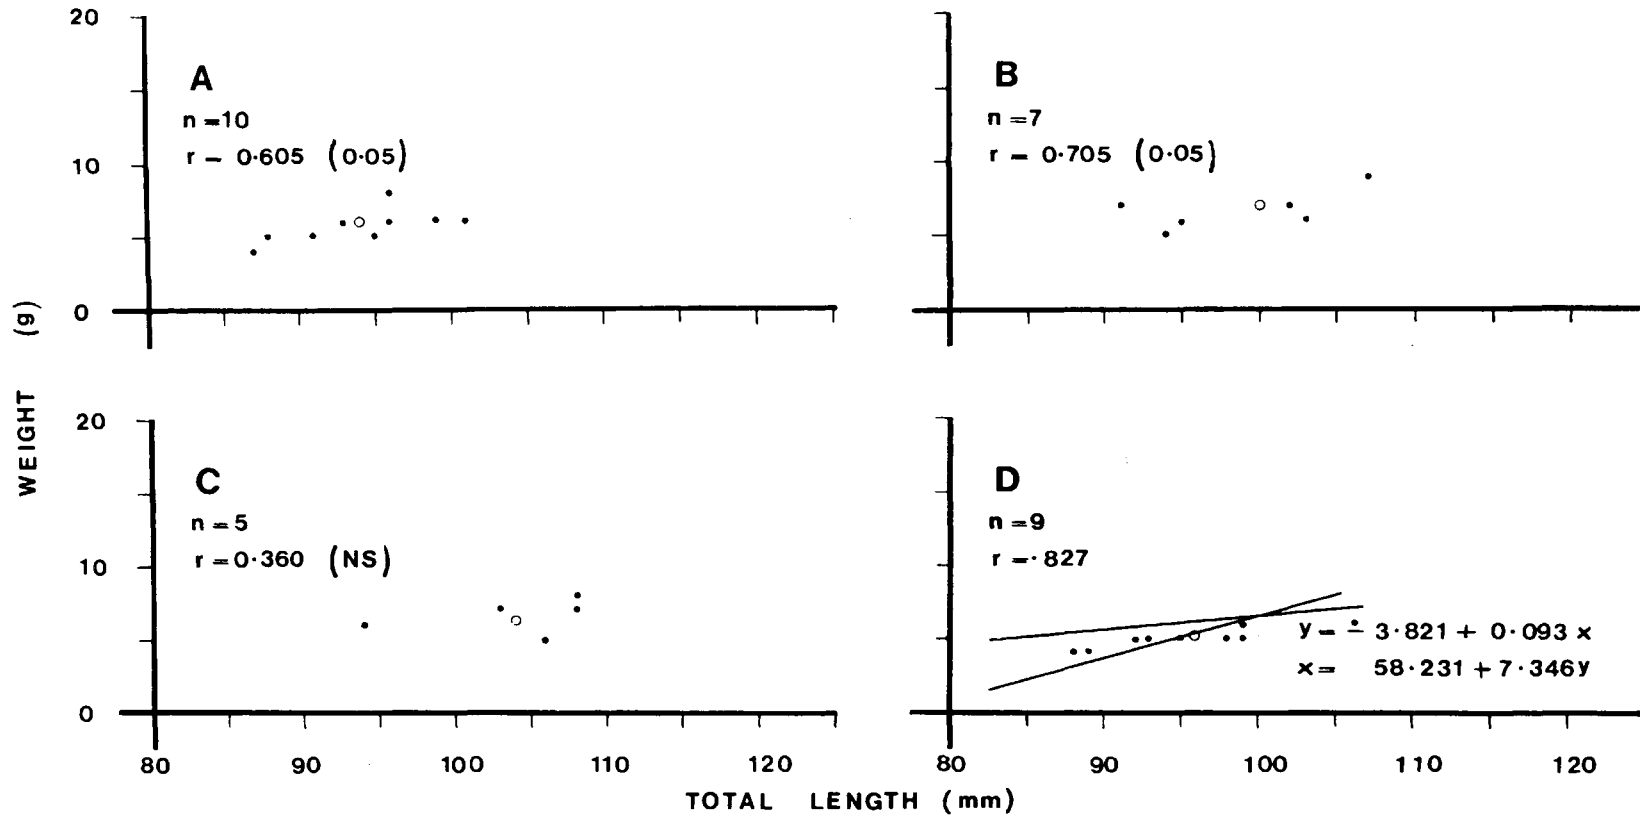 20
10
0
A
n =10
r – 0·605 (0·05)
B
n =7
r = 0·705 (0·05)
WEIGHT (g)
20
10
0
C
n =5
r =0·360 (NS)
D
n =9
r =·827
y = – 3·821 + 0·093 x
x = 58·231 + 7·346y
80 90 100 110 120
80 90 100 110 120
TOTAL LENGTH (mm)